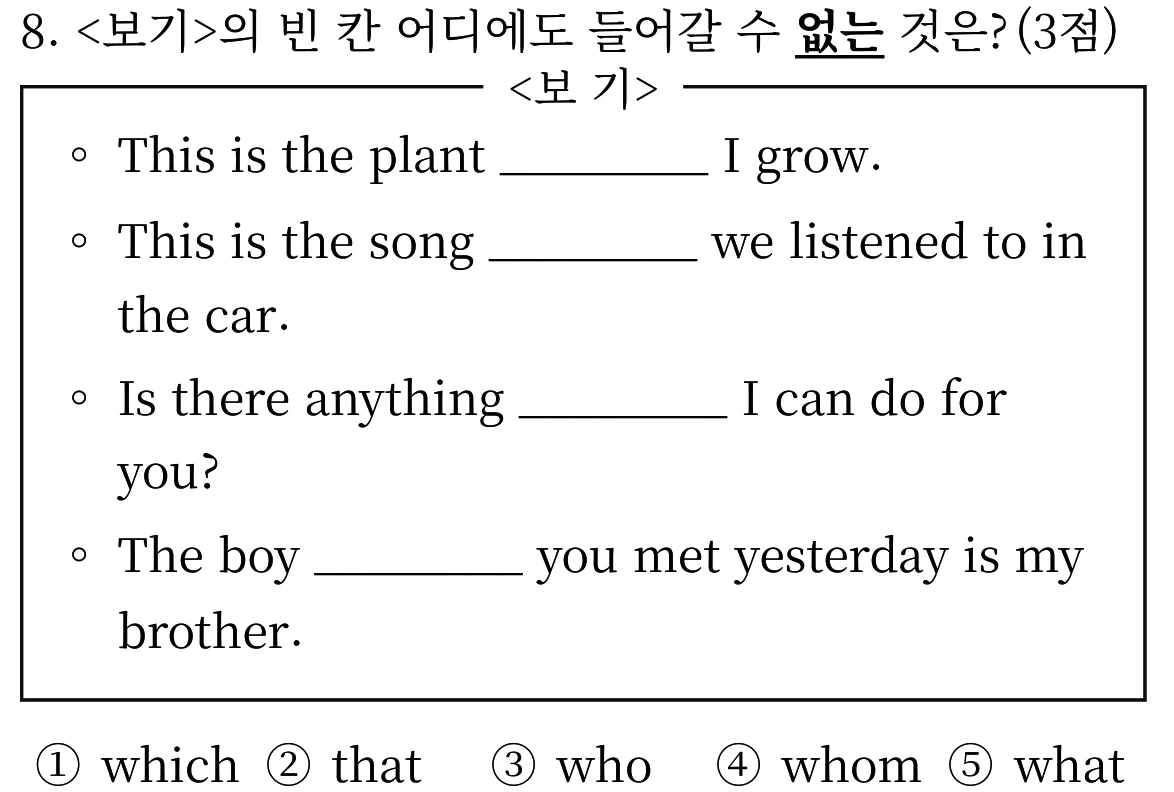 8. <보기>의 빈 칸 어디에도 들어갈 수 없는 것은?(3점)
<보 기>
◦ This is the plant ________ I grow.
◦ This is the song ________ we listened to in
the car.
◦ Is there anything ________ I can do for
you?
◦ The boy ________ you met yesterday is my
brother.
① which ② that ③ who ④ whom ⑤ what